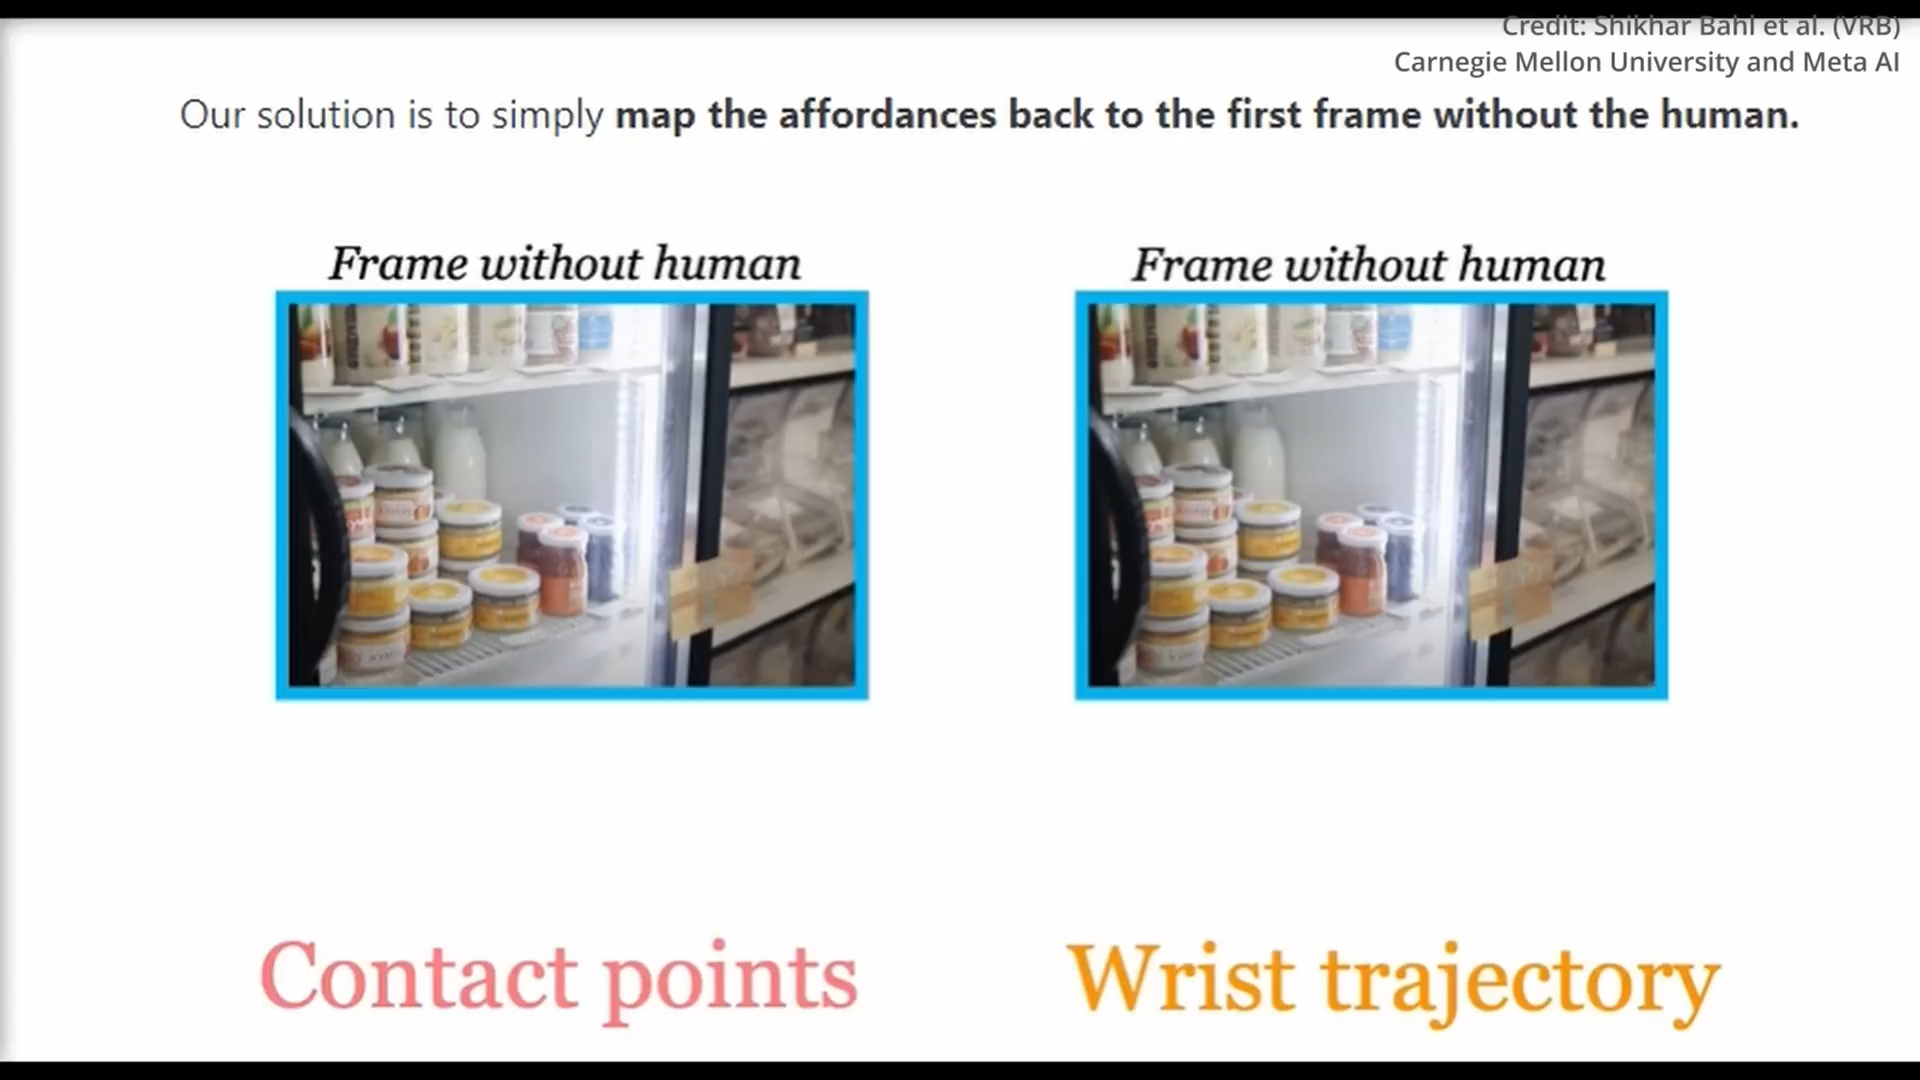 Credit: Shikhar Bahl et al. (VRB)
Carnegie Mellon University and Meta AI
Our solution is to simply map the affordances back to the first frame without the human.
Frame without human
Frame without human
Contact points
Wrist trajectory